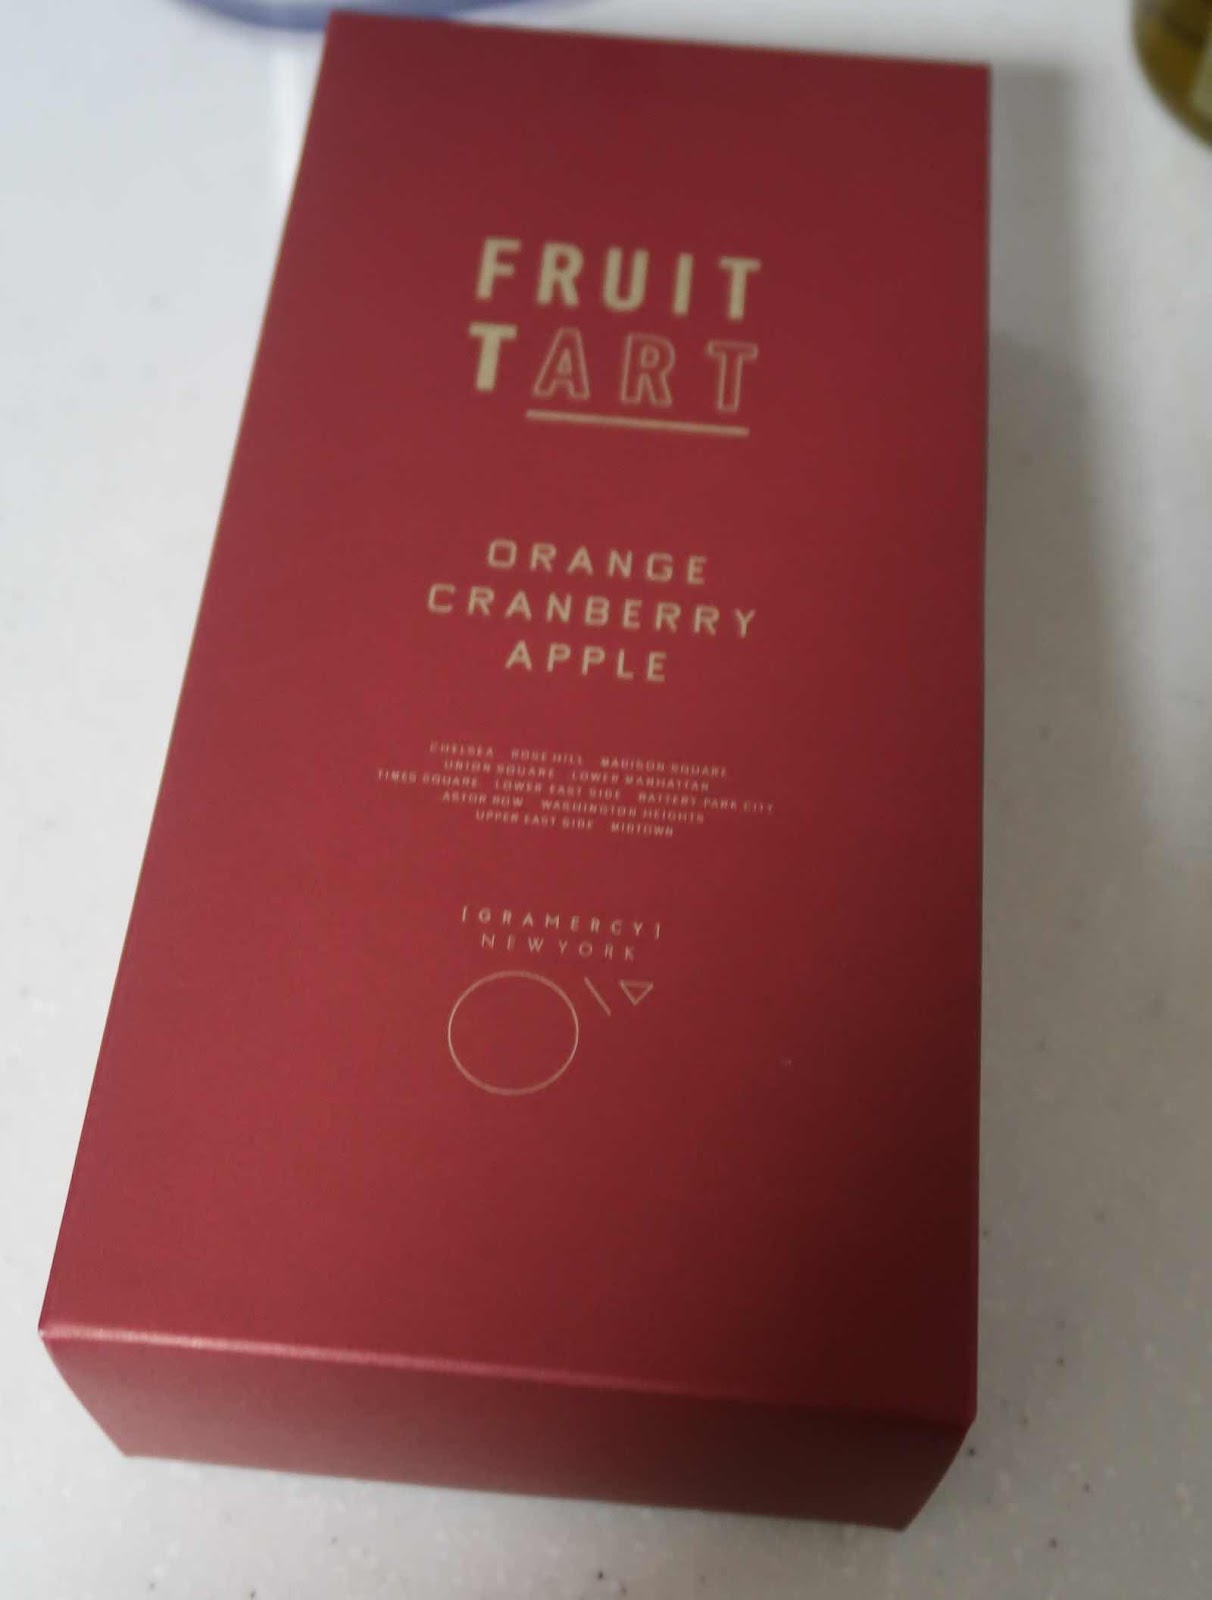 FRUIT
TART
ORANGE
CRANBERRY
APPLE
CHELSEA ROSE HILL MADISON SQUARE
UNION SQUARE LOWER MANHATTAN
TIMES SQUARE LOWER EAST SIDE BATTERY PARK CITY
ASTOR ROW WASHINGTON HEIGHTS
UPPER EAST SIDE MIDTOWN
[GRAMERCY]
NEWYORK